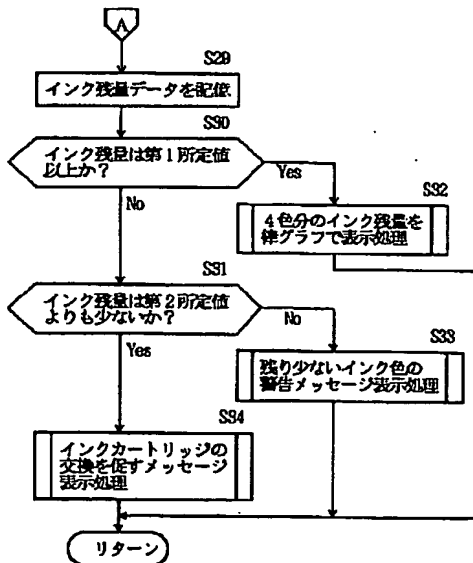 A
S29
インク残量データを記憶
S30
インク残量は第1所定値
以上か?
Yes
No
S32
4色分のインク残量を
棒グラフで表示処理
S31
インク残量は第2所定値
よりも少ないか?
No
Yes
S33
残り少ないインク色の
警告メッセージ表示処理
S34
インクカートリッジの
交換を促すメッセージ
表示処理
リターン